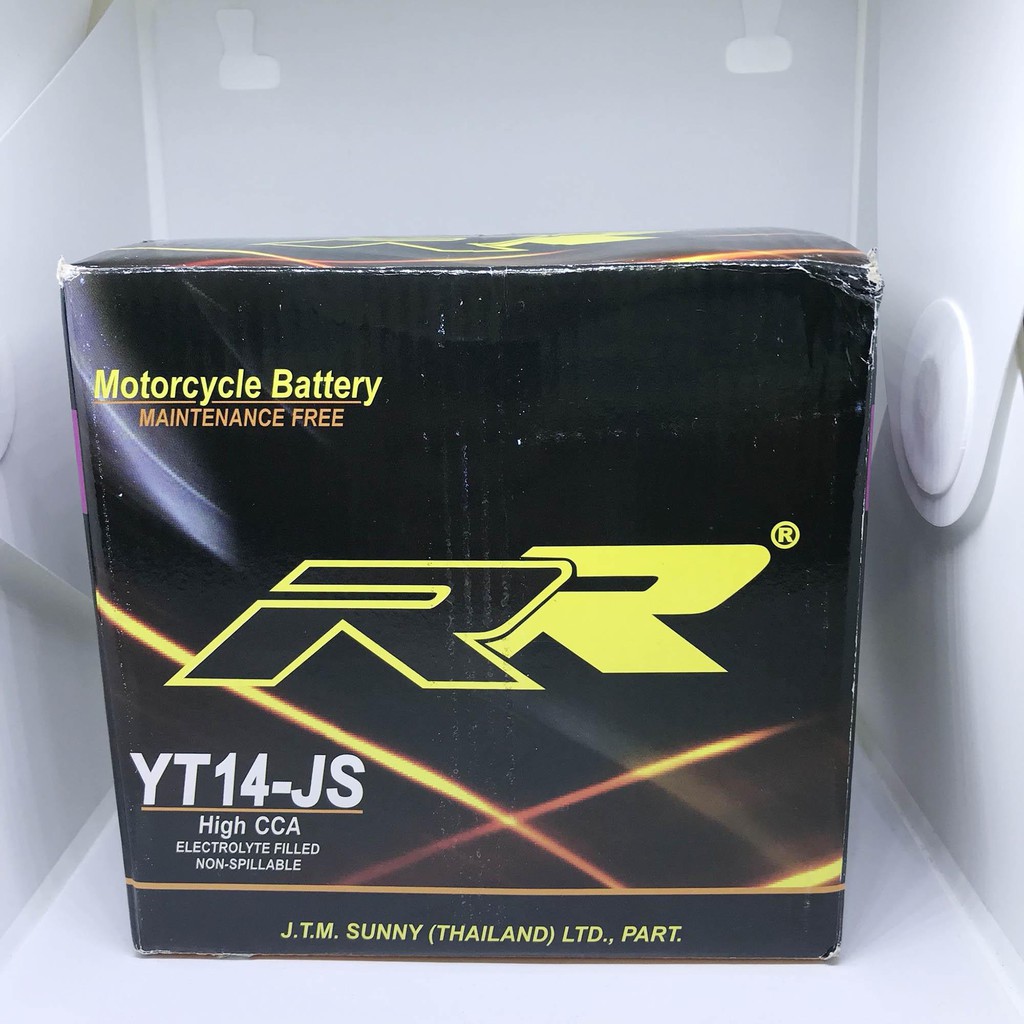 Motorcycle Battery
MAINTENANCE FREE
RR®
YT14-JS
High CCA
ELECTROLYTE FILLED
NON-SPILLABLE
J.T.M. SUNNY (THAILAND) LTD., PART.